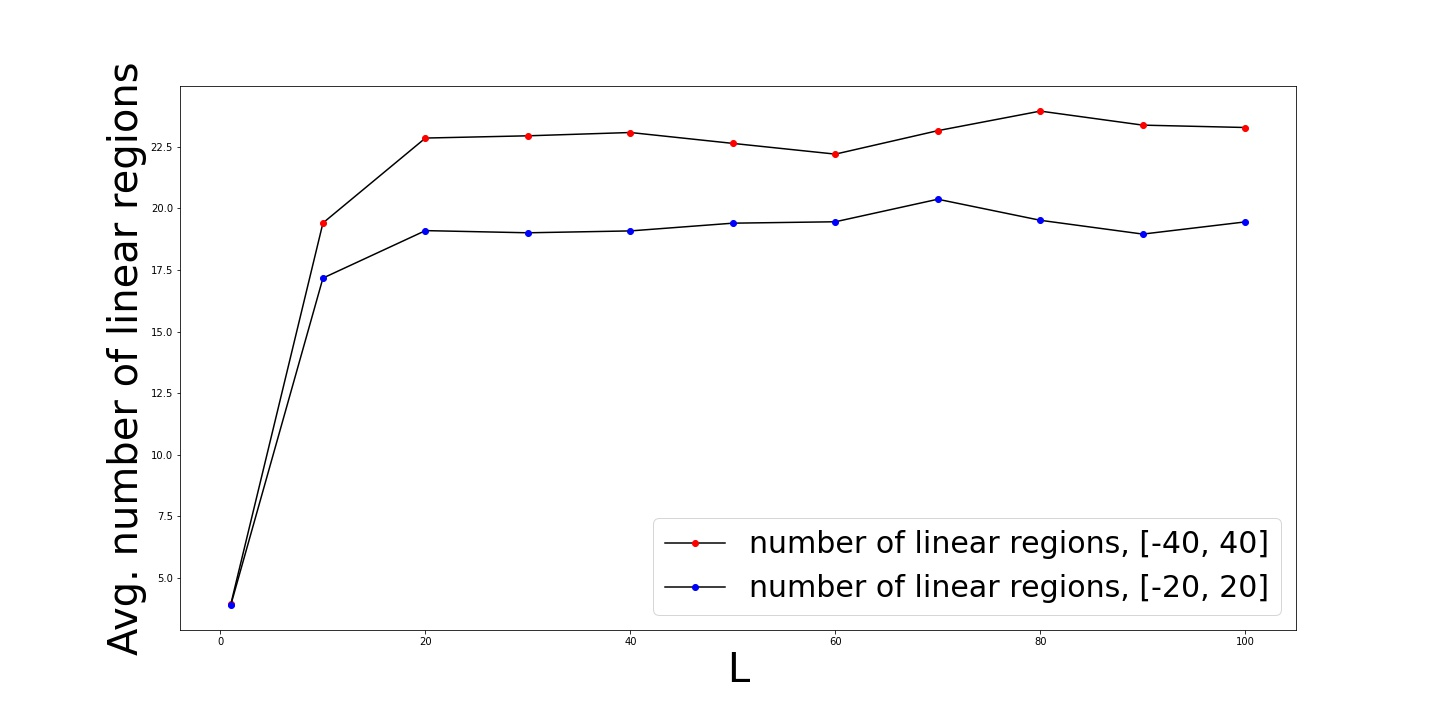 Avg. number of linear regions
22.5
20.0
17.5
15.0
12.5
10.0
7.5
5.0
number of linear regions, [-40, 40]
number of linear regions, [-20, 20]
0 20 40 60 80 100
L